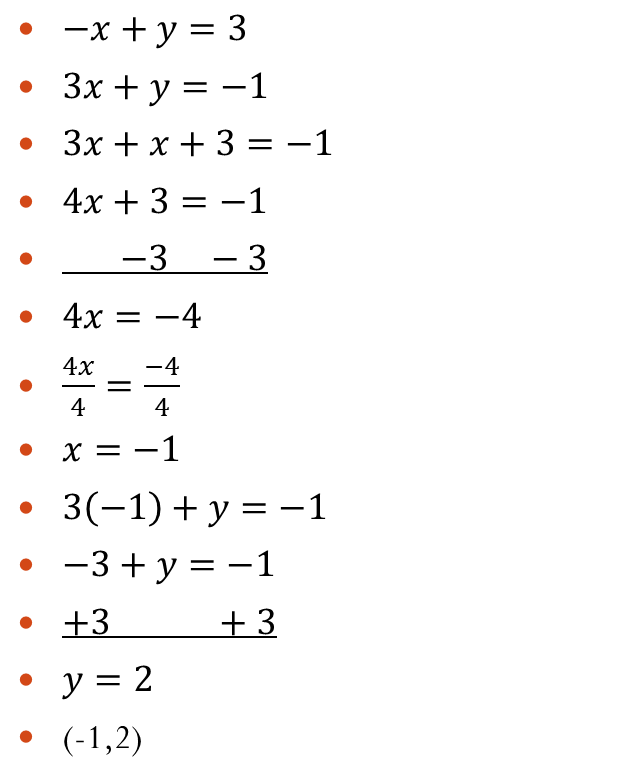 • −x + y = 3
• 3x + y = −1
• 3x + x + 3 = −1
• 4x + 3 = −1
• −3 − 3
• 4x = −4
• 4x/4 = −4/4
• x = −1
• 3(−1) + y = −1
• −3 + y = −1
• +3 + 3
• y = 2
• (-1,2)